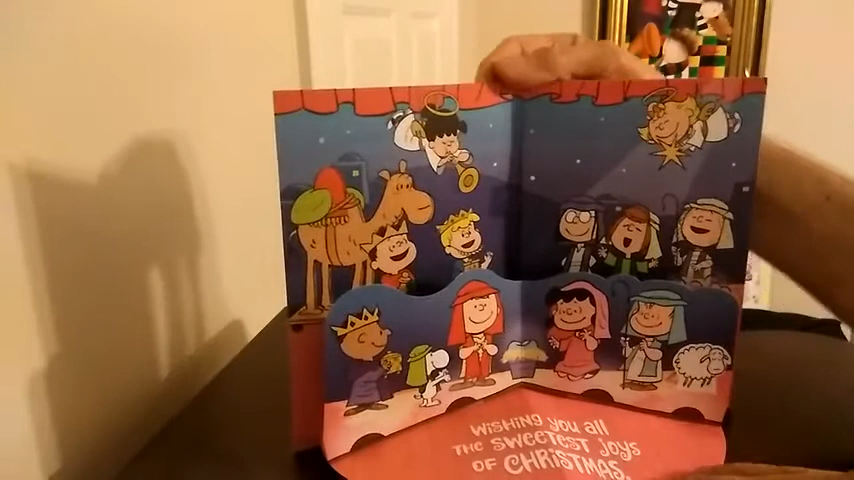 WISHING YOU ALL
THE SWEETEST JOYS
OF CHRISTMAS.